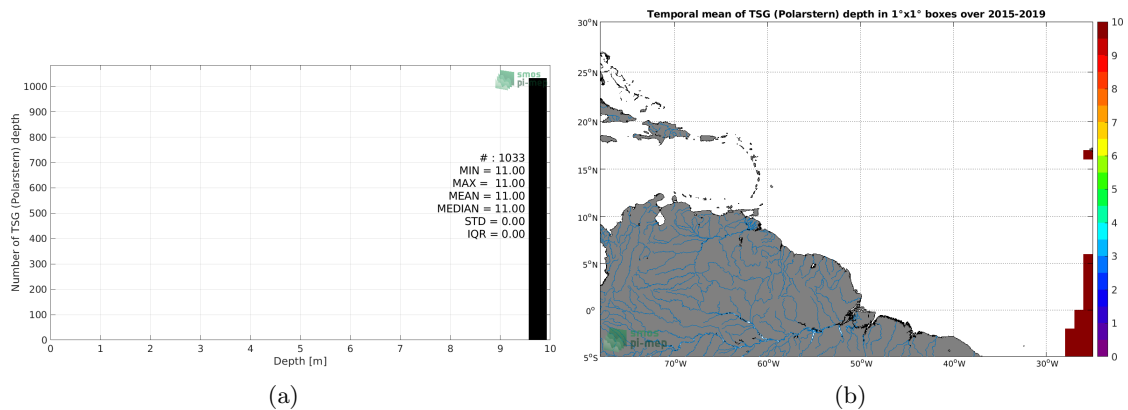 Temporal mean of TSG (Polarstern) depth in 1°x1° boxes over 2015-2019
Number of TSG (Polarstern) depth
1000
900
800
700
600
500
400
300
200
100
0
smos
pi-mep
# : 1033
MIN = 11.00
MAX = 11.00
MEAN = 11.00
MEDIAN = 11.00
STD = 0.00
IQR = 0.00
0 1 2 3 4 5 6 7 8 9 10
Depth [m]
(a)
30°N
25°N
20°N
15°N
10°N
5°N
0°
5°S
70°W 60°W 50°W 40°W 30°W
smos
pi-mep
10
9
8
7
6
5
4
3
2
1
0
(b)